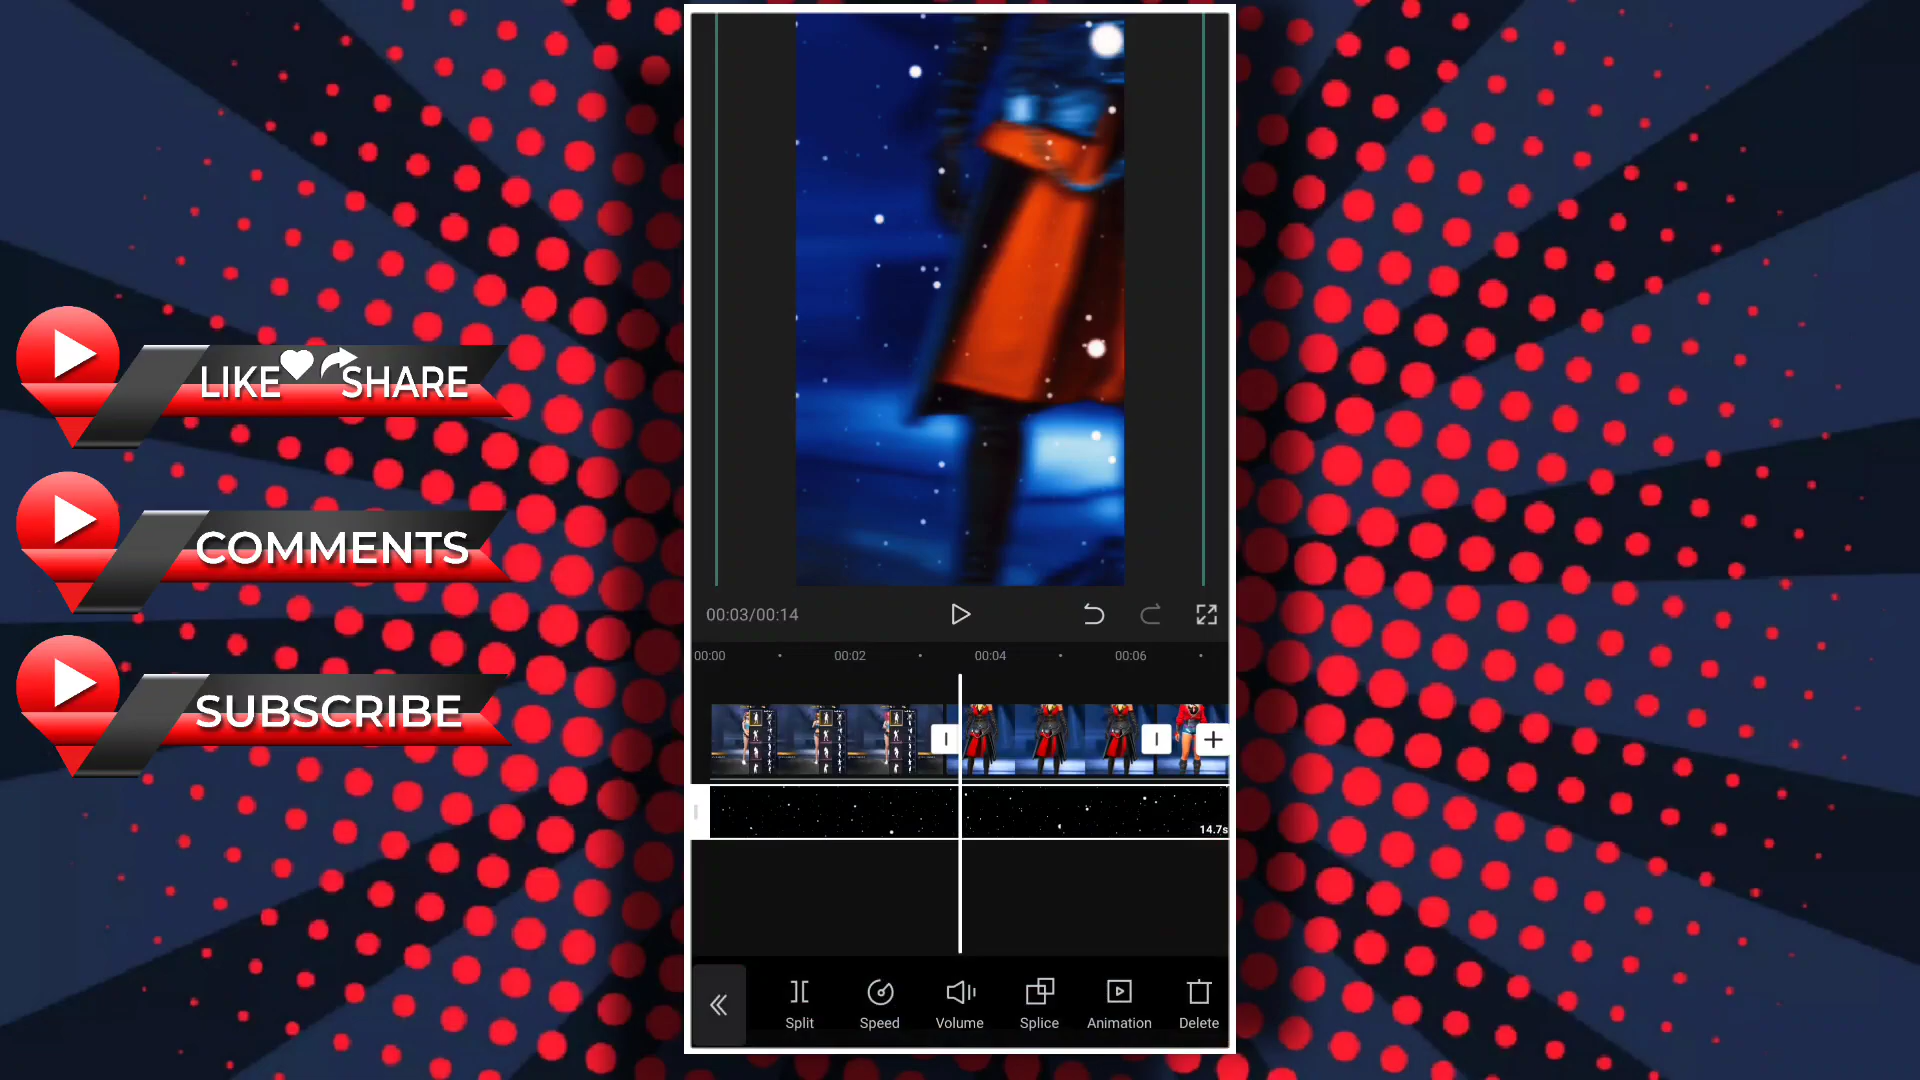 LIKE SHARE
COMMENTS
SUBSCRIBE
00:03/00:14
00:00 00:02 00:04 00:06
14.7s
Split Speed Volume Splice Animation Delete